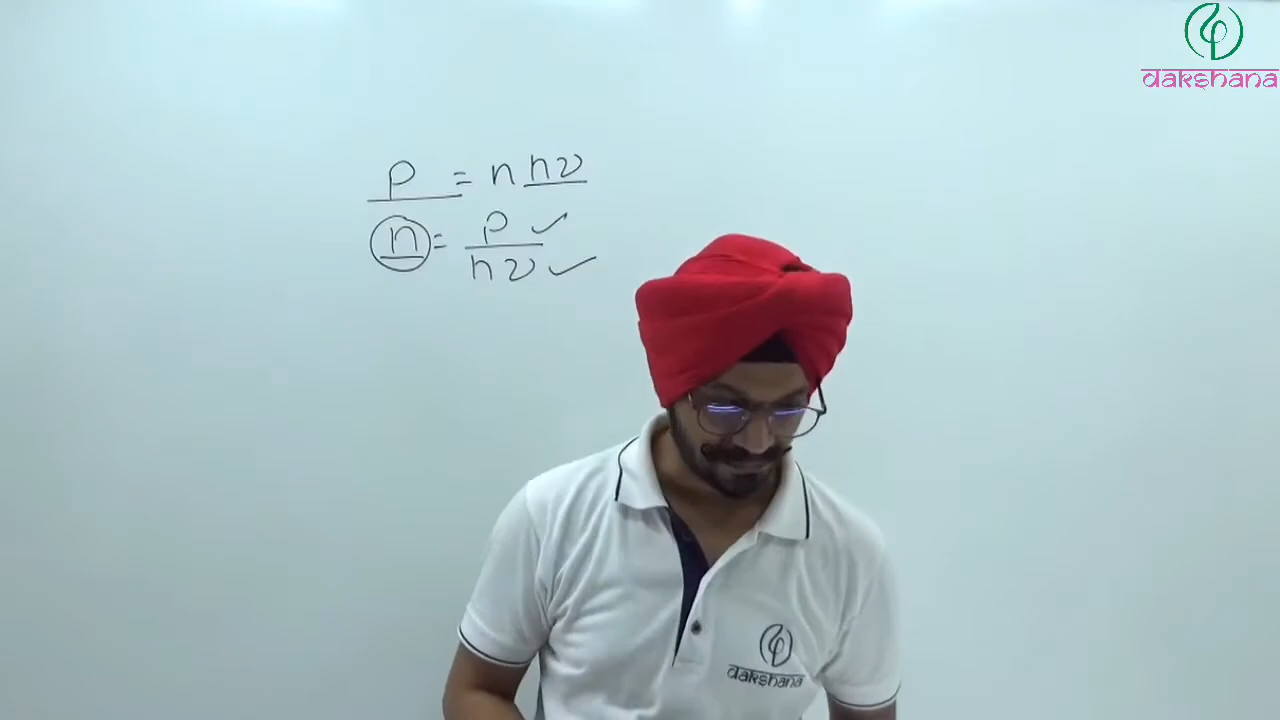 dakshana
P = n hν
n = P ✓ / hν ✓
dakshana